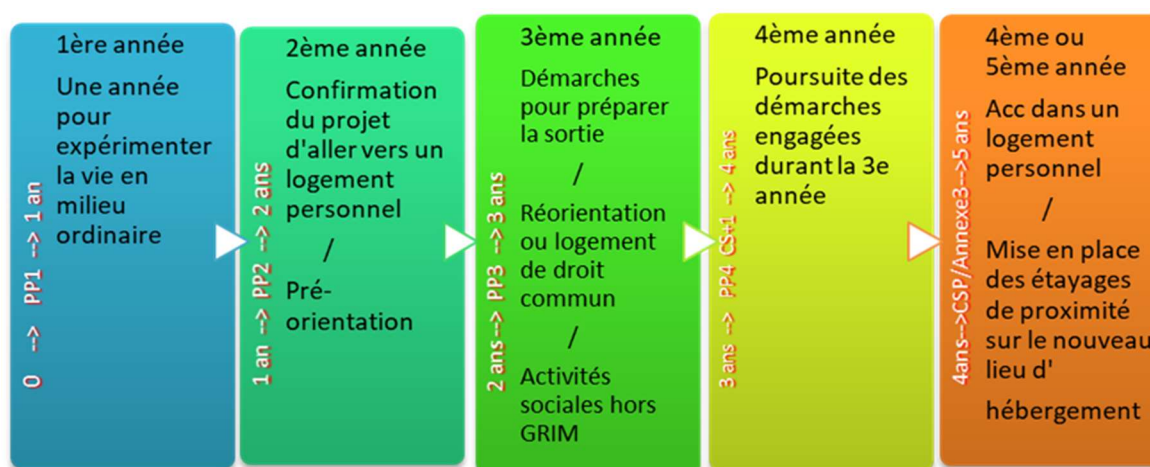 1ère année
Une année
pour
expérimenter
la vie en
milieu
ordinaire
0 --> PP1 --> 1 an
2ème année
Confirmation
du projet
d'aller vers un
logement
personnel
/
Pré-
orientation
1 an --> PP2 --> 2 ans
3ème année
Démarches
pour préparer
la sortie
/
Réorientation
ou logement
de droit
commun
/
Activités
sociales hors
GRIM
2 ans--> PP3 --> 3 ans
4ème année
Poursuite des
démarches
engagées
durant la 3e
année
3 ans --> PP4 CS+1 --> 4 ans
4ème ou
5ème année
Acc dans un
logement
personnel
/
Mise en place
des étayages
de proximité
sur le nouveau
lieu d'
hébergement
4ans-->CSP/Annexe3-->5 ans